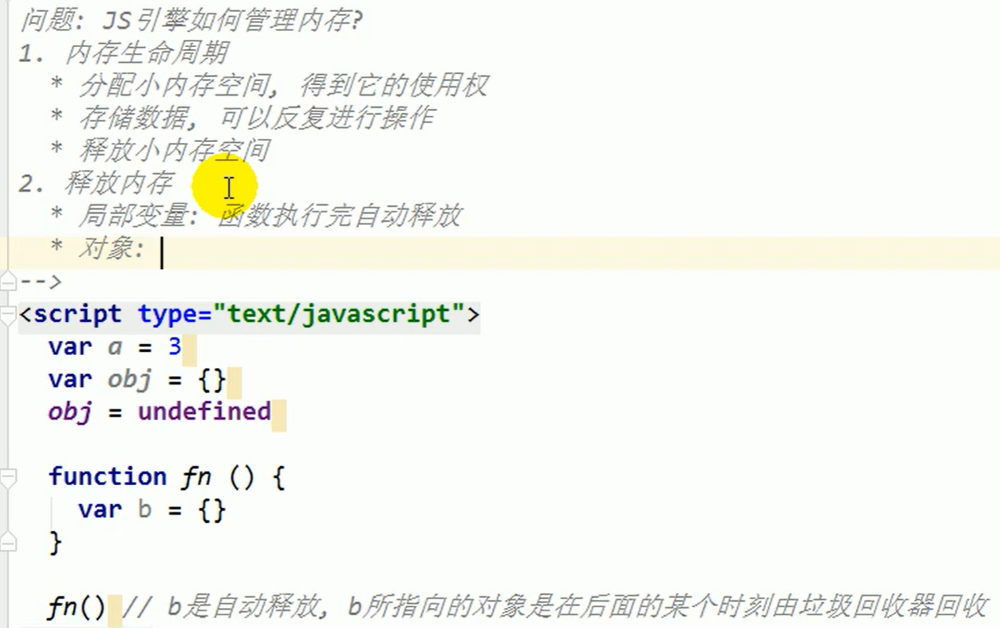 问题: JS引擎如何管理内存?
1. 内存生命周期
* 分配小内存空间, 得到它的使用权
* 存储数据, 可以反复进行操作
* 释放小内存空间
2. 释放内存
* 局部变量: 函数执行完自动释放
* 对象:
-->
<script type="text/javascript">
var a = 3
var obj = {}
obj = undefined
function fn () {
var b = {}
}
fn() // b是自动释放, b所指向的对象是在后面的某个时刻由垃圾回收器回收